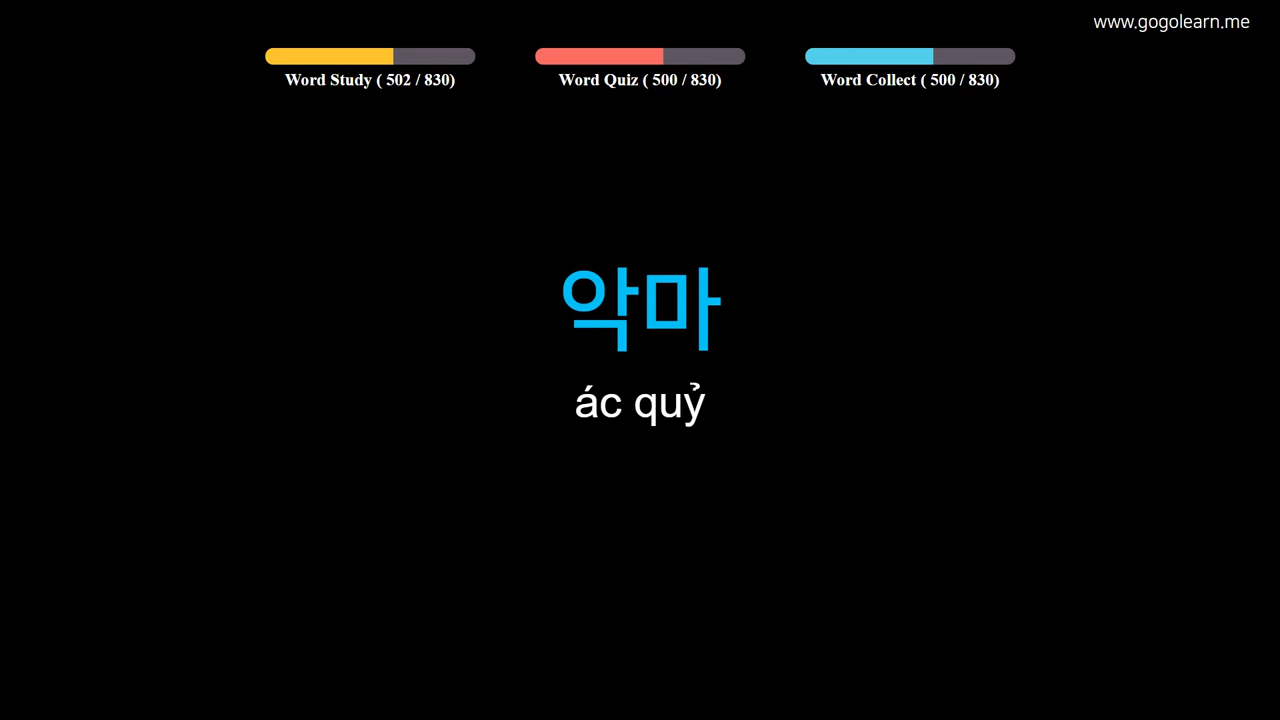 www.gogolearn.me
Word Study ( 502 / 830)
Word Quiz ( 500 / 830)
Word Collect ( 500 / 830)
악마
ác quỷ